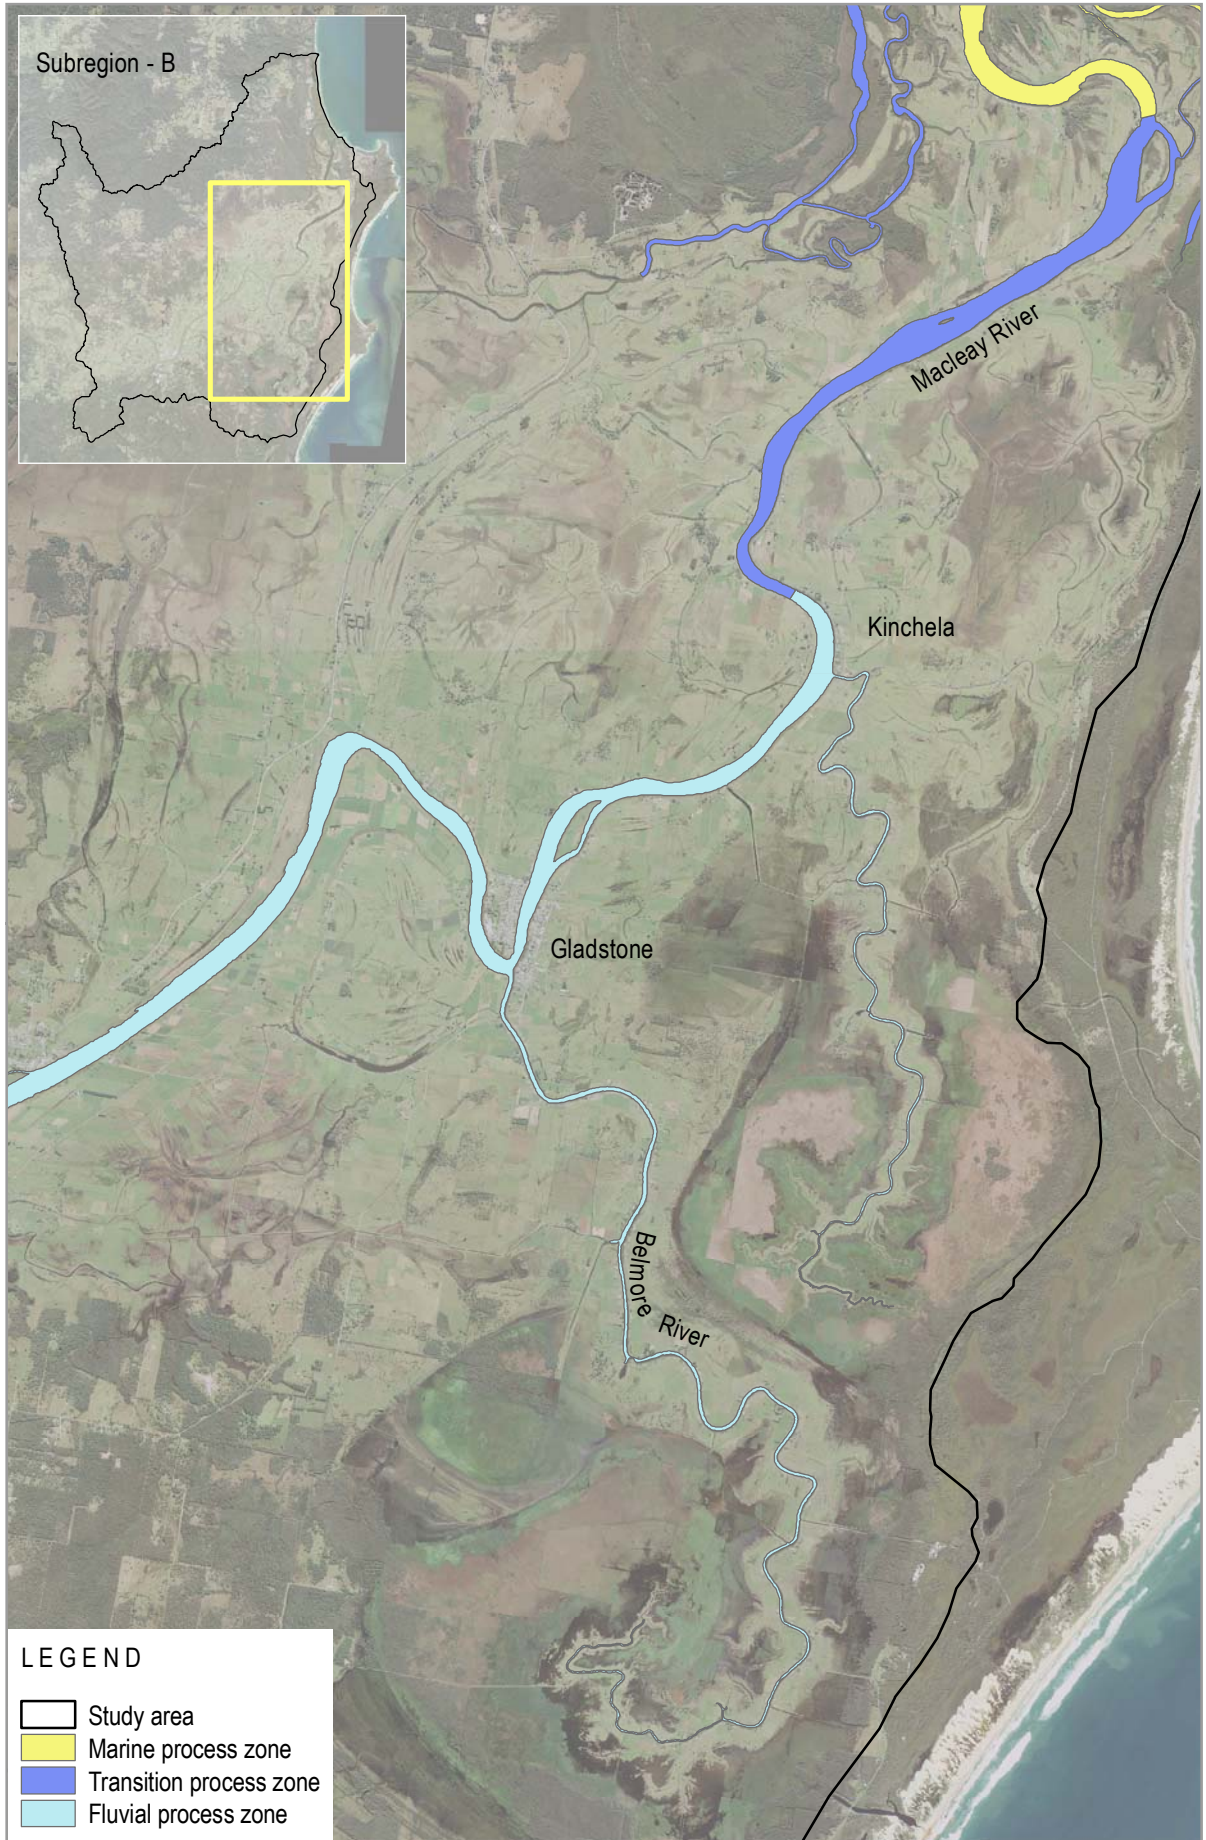 Subregion - B
Macleay River
Kinchela
Gladstone
Belmore River
LEGEND
Study area
Marine process zone
Transition process zone
Fluvial process zone